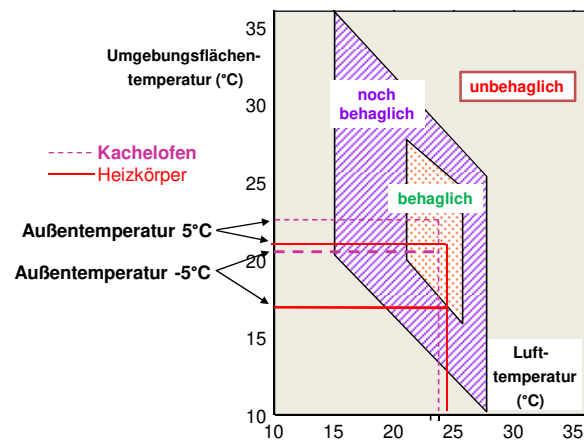 35
Umgebungsflächen-
temperatur (°C)
noch
behaglich
unbehaglich
30
Kachelofen
Heizkörper
25
behaglich
Außentemperatur 5°C
20
Außentemperatur -5°C
15
Luft-
temperatur
(°C)
10
10 15 20 25 30 35